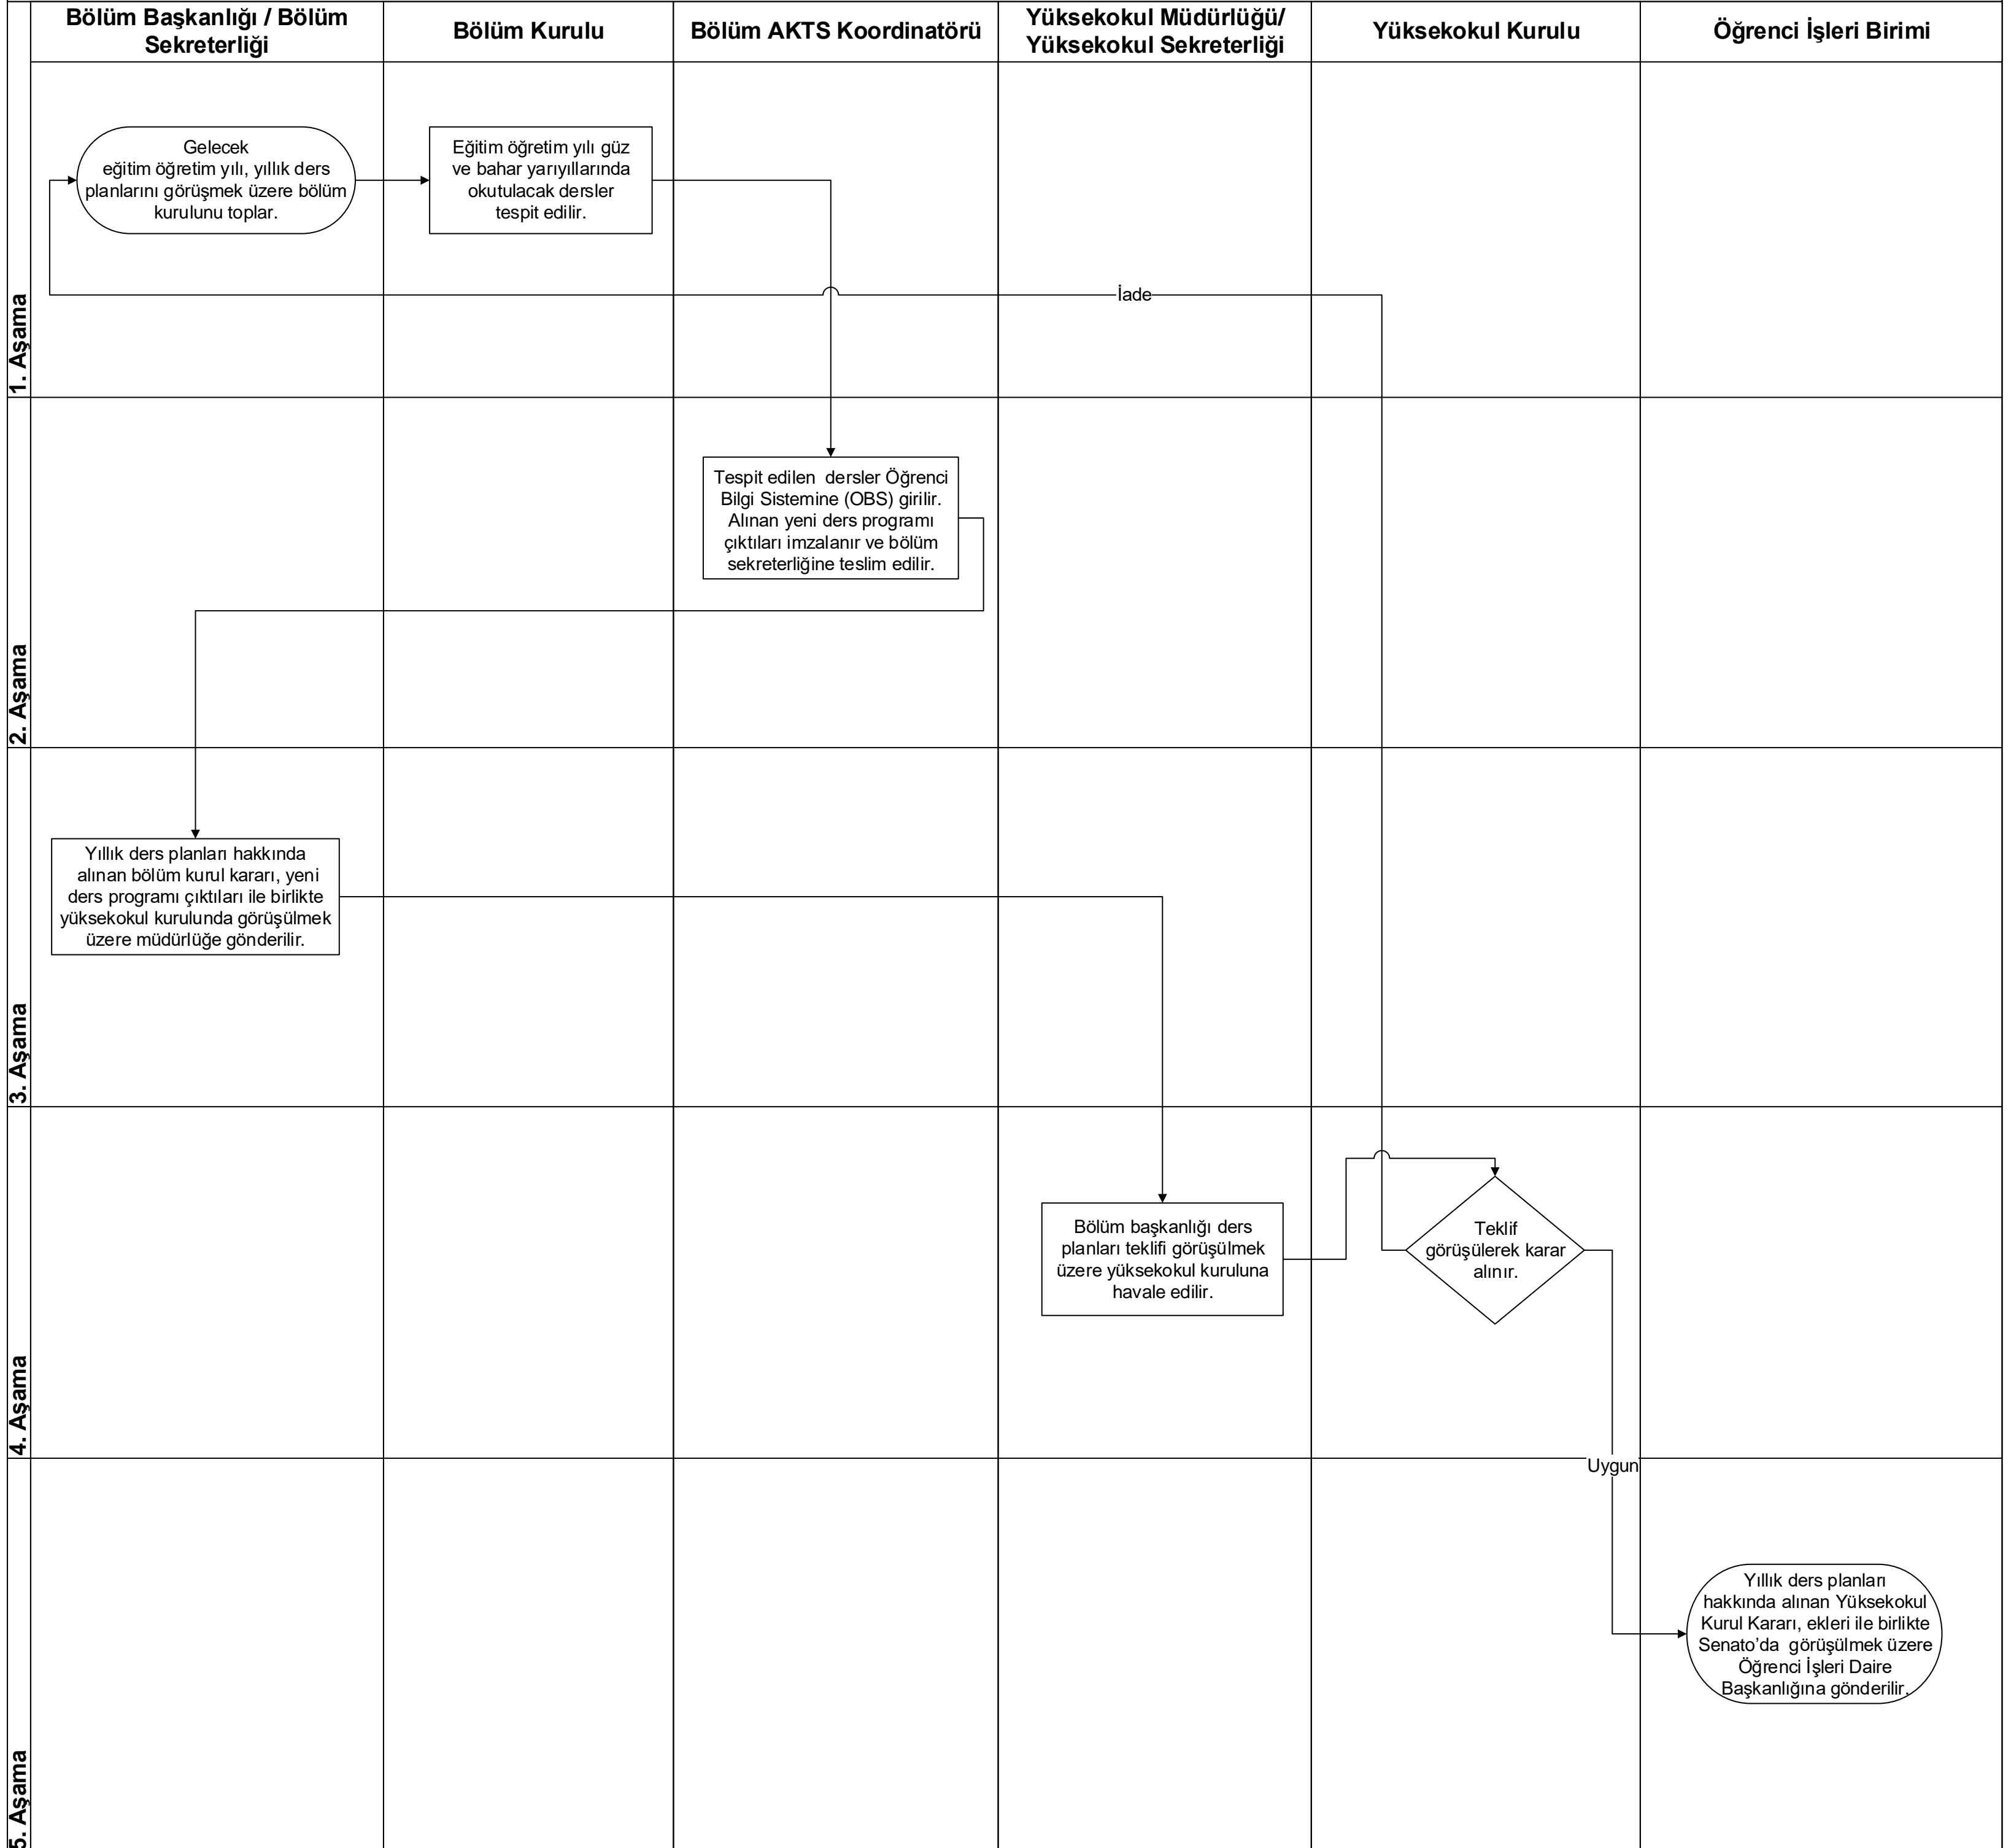 Bölüm Başkanlığı / Bölüm
Sekreterliği
Bölüm Kurulu
Bölüm AKTS Koordinatörü
Yüksekokul Müdürlüğü/
Yüksekokul Sekreterliği
Yüksekokul Kurulu
Öğrenci İşleri Birimi
1. Aşama
Gelecek
eğitim öğretim yılı, yıllık ders
planlarını görüşmek üzere bölüm
kurulunu toplar.
Eğitim öğretim yılı güz
ve bahar yarıyıllarında
okutulacak dersler
tespit edilir.
İade
2. Aşama
Tespit edilen dersler Öğrenci
Bilgi Sistemine (OBS) girilir.
Alınan yeni ders programı
çıktıları imzalanır ve bölüm
sekreterliğine teslim edilir.
3. Aşama
Yıllık ders planları hakkında
alınan bölüm kurul kararı, yeni
ders programı çıktıları ile birlikte
yüksekokul kurulunda görüşülmek
üzere müdürlüğe gönderilir.
4. Aşama
Bölüm başkanlığı ders
planları teklifi görüşülmek
üzere yüksekokul kuruluna
havale edilir.
Teklif
görüşülerek karar
alınır.
Uygun
5. Aşama
Yıllık ders planları
hakkında alınan Yüksekokul
Kurul Kararı, ekleri ile birlikte
Senato’da görüşülmek üzere
Öğrenci İşleri Daire
Başkanlığına gönderilir.